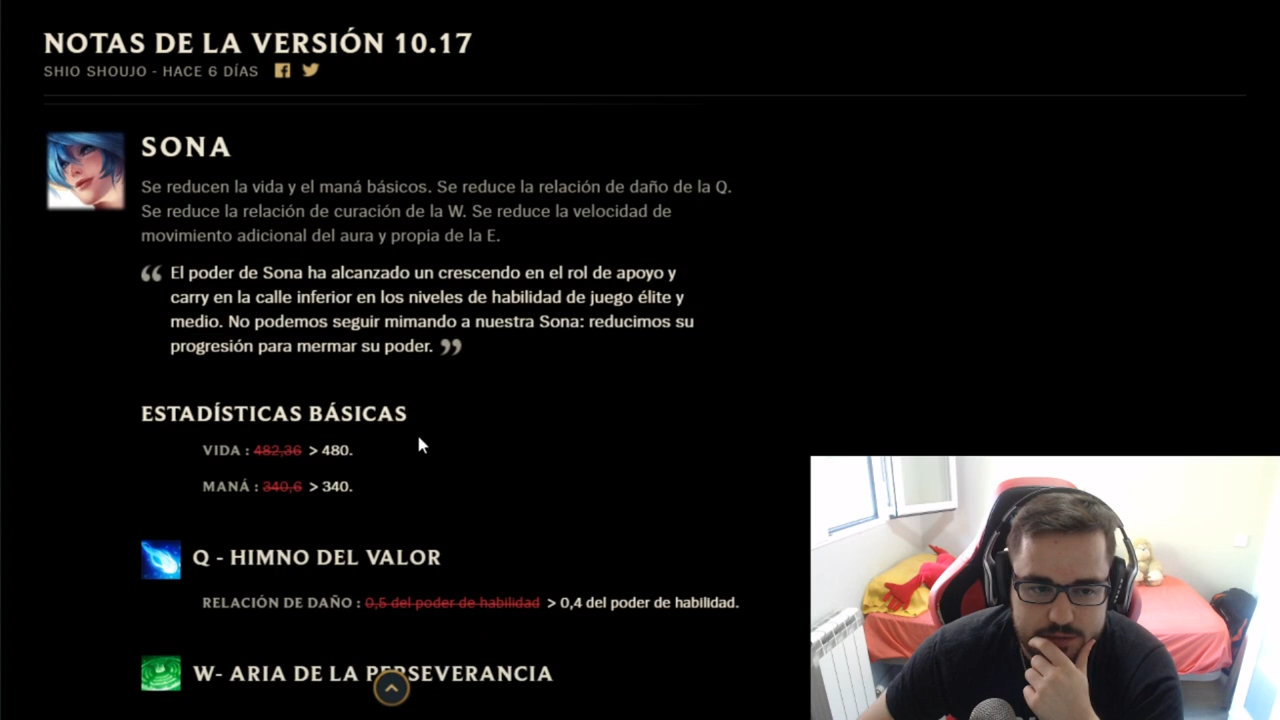 NOTAS DE LA VERSIÓN 10.17
SHIO SHOUJO - HACE 6 DÍAS
SONA
Se reducen la vida y el maná básicos. Se reduce la relación de daño de la Q.
Se reduce la relación de curación de la W. Se reduce la velocidad de
movimiento adicional del aura y propia de la E.
“ El poder de Sona ha alcanzado un crescendo en el rol de apoyo y
carry en la calle inferior en los niveles de habilidad de juego élite y
medio. No podemos seguir mimando a nuestra Sona: reducimos su
progresión para mermar su poder. ”
ESTADÍSTICAS BÁSICAS
VIDA : 482,36 > 480.
MANÁ : 340,6 > 340.
Q - HIMNO DEL VALOR
RELACIÓN DE DAÑO : 0,5 del poder de habilidad > 0,4 del poder de habilidad.
W- ARIA DE LA PERSEVERANCIA